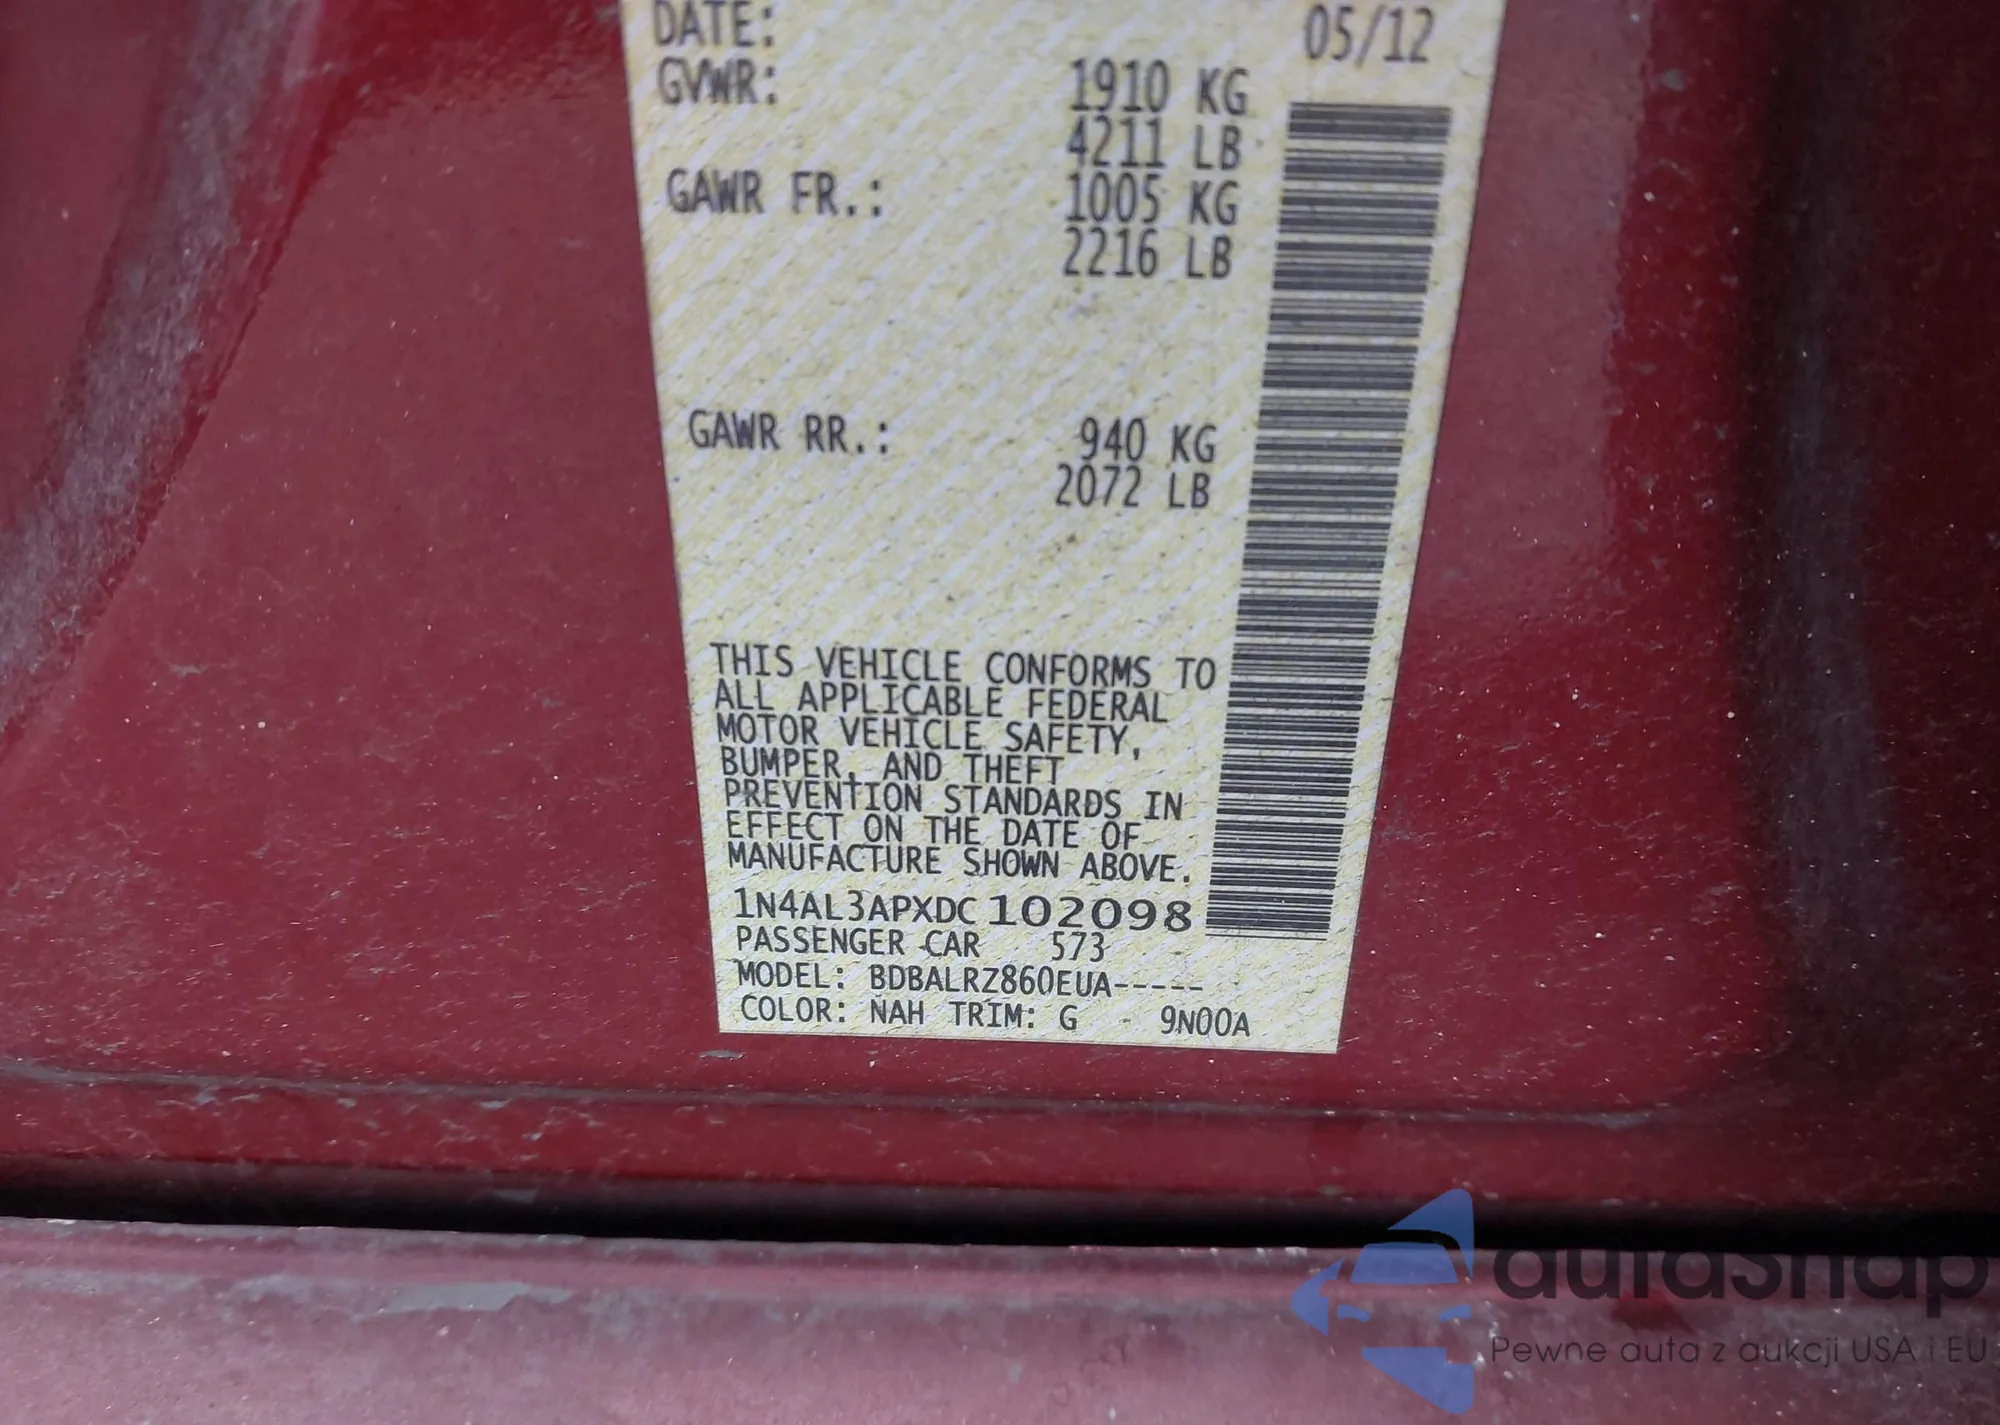 DATE: 05/12
GVWR: 1910 KG
4211 LB
GAWR FR.: 1005 KG
2216 LB
GAWR RR.: 940 KG
2072 LB
THIS VEHICLE CONFORMS TO
ALL APPLICABLE FEDERAL
MOTOR VEHICLE SAFETY,
BUMPER, AND THEFT
PREVENTION STANDARDS IN
EFFECT ON THE DATE OF
MANUFACTURE SHOWN ABOVE.
1N4AL3APXDC102098
PASSENGER CAR 573
MODEL: BDBALRZ860EUA-----
COLOR: NAH TRIM: G - 9N00A
autasnap
Pewne auta z aukcji USA i EU